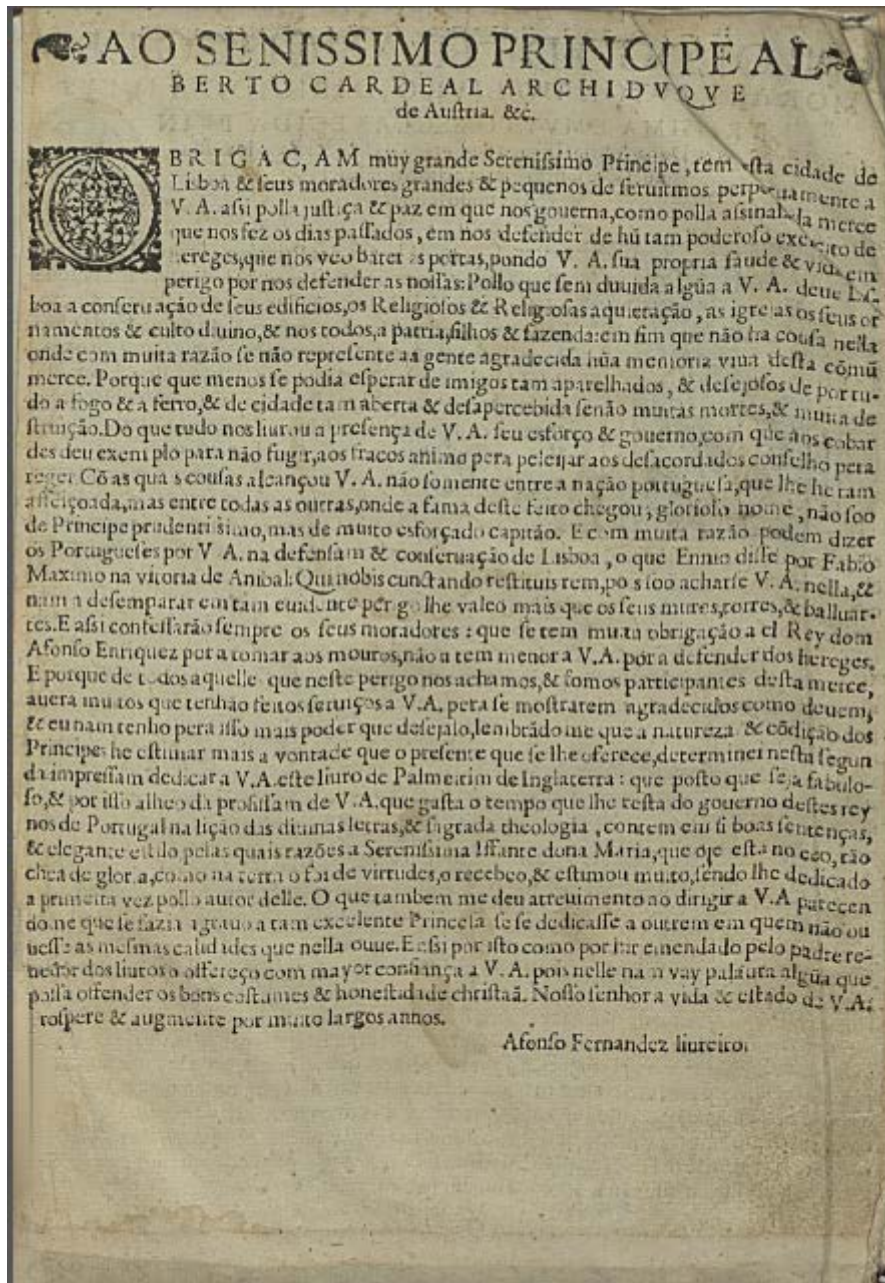 AO SENISSIMO PRINCIPE AL
BERTO CARDEAL ARCHIDVQVE
de Auſtria. &c.
OBRIGAC, AM muy grande Sereniſsimo Principe, tem eſta cidade de
Lisboa & ſeus moradores grandes & pequenos de ſeruirmos perpetuamente a
V. A. aſsi polla juſtiça & paz em que nos gouerna, como polla aſsinalada merce
que nos fez os dias paſſados, em nos defender de hũ tam poderoſo exercito de
hereges, que nos veo bater as portas, pondo V. A. ſua propria ſaude & vida em
perigo por nos defender as noſſas: Pollo que ſem duuida algũa a V. A. deue Liſ-
boa a conſeruação de ſeus edificios, os Religioſos & Religioſas aquietação, as igrejas os ſeus or
namentos & culto diuino, & nos todos, a patria, filhos & fazenda: em fim que não ha couſa nella
onde com muita razão ſe não repreſente aa gente agradecida hũa memoria viua deſta cõmũ
merce. Porque que menos ſe podia eſperar de imigos tam aparelhados, & deſejoſos de por tu-
do a fogo & a ferro, & de cidade tam aberta & deſapercebida ſenão muitas mortes, & muita de
ſtruição. Do que tudo nos liurou a preſença de V. A. ſeu esforço & gouerno, com que aos cobar
des deu exemplo para não fugir, aos fracos animo pera peleijar aos deſacordados conſelho pera
reger. Cõ as quaes couſas alcançou V. A. não ſomente entre a nação portugueſa, que lhe he tam
affeiçoada, mas entre todas as outras, onde a fama deſte feito chegou, glorioſo nome, não ſoo
de Principe prudentiſsimo, mas de muito esforçado capitão. E com muita razão podem dizer
os Portugueſes por V. A. na defenſam & conſeruação de Lisboa, o que Ennio diſſe por Fabio
Maximo na vitoria de Anibal: Qui nobis cunctando reſtituis rem, pois ſoo acharſe V. A. nella, &
nam a deſemparar em tam euidente perigo lhe valeo mais que os ſeus muros, torres, & balluar-
tes. E aſsi confeſſarão ſempre os ſeus moradores: que ſe tem muita obrigação a el Rey dom
Afonſo Enriquez por a tomar aos mouros, não a tem menor a V. A. por a defender dos hereges.
E porque de todos aquelles que neſte perigo nos achamos, & ſomos participantes deſta merce,
auera muitos que tenhão feitos ſeruiços a V. A. pera ſe moſtrarem agradecidos como deuem,
& eu nam tenho pera iſſo mais poder que deſejalo, lembrãdo me que a natureza & cõdição dos
Principes he eſtimar mais a vontade que o preſente que ſe lhe oferece, determinei neſta ſegun
da impreſſam dedicar a V. A. eſte liuro de Palmeirim de Inglaterra: que poſto que ſeja fabulo-
ſo, & por iſſo alheo da profiſſam de V. A. que gaſta o tempo que lhe reſta do gouerno deſtes rey
nos de Portugal na lição das diuinas letras, & ſagrada theologia, contem em ſi boas ſentenças,
& elegante eſtilo pelas quais razões a Sereniſsima Iffante dona Maria, que oje eſta no ceo, tão
chea de gloria, como na terra o foi de virtudes, o recebeo, & eſtimou muito, ſendo lhe dedicado
a primeira vez pollo autor delle. O que tambem me deu atreuimento ao dirigir a V. A parecen
dome que ſe fazia agrauo a tam excelente Princeſa ſe ſe dedicaſſe a outrem em quem não ou
ueſſe as meſmas calidades que nella ouue. E aſsi por iſto como por hir emendado pelo padre re-
uedor dos liuros o offereço com mayor confiança a V. A. pois nelle nam vay palaura algũa que
poſſa offender os bons coſtumes & honeſtidade chriſtaã. Noſſo ſenhor a vida & eſtado de V. A.
roſpere & augmente por muito largos annos.
Afonſo Fernandez liureiro.